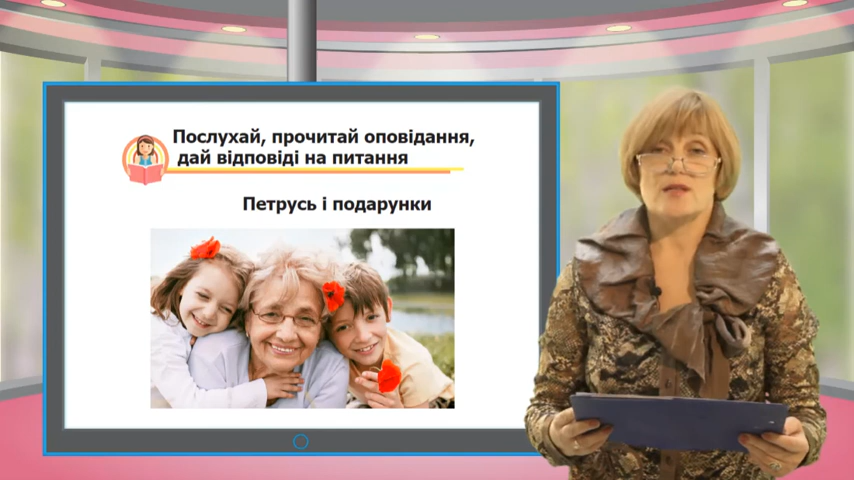 Послухай, прочитай оповідання,
дай відповіді на питання
Петрусь і подарунки